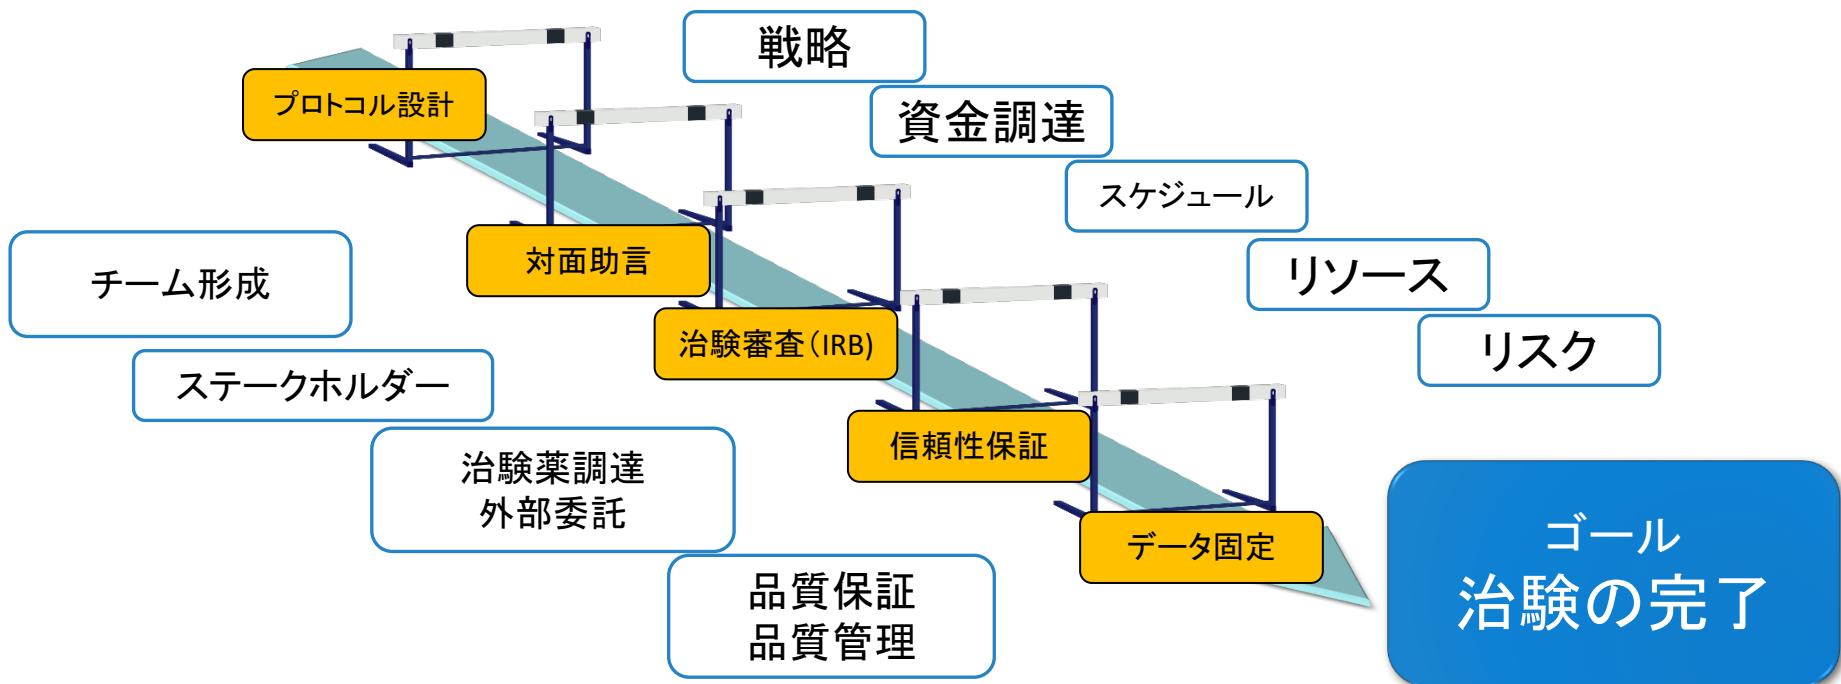 戦略
プロトコル設計
資金調達
スケジュール
対面助言
チーム形成
リソース
治験審査（IRB)
リスク
ステークホルダー
信頼性保証
治験薬調達
外部委託
データ固定
ゴール
治験の完了
品質保証
品質管理